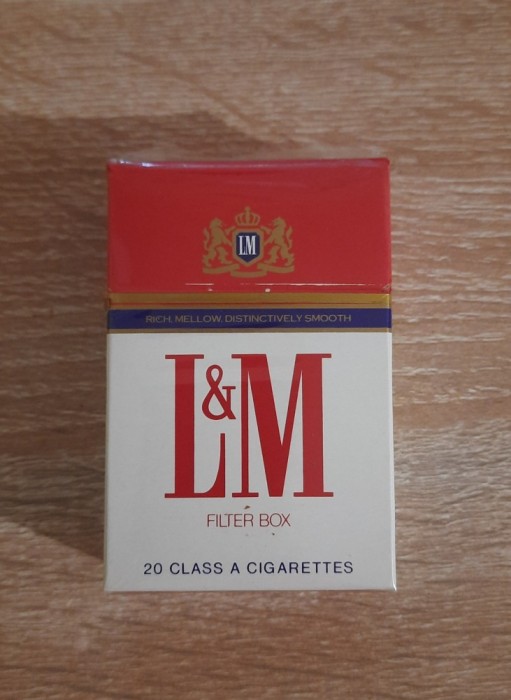 LM
RICH, MELLOW, DISTINCTIVELY SMOOTH
L&M
FILTER BOX
20 CLASS A CIGARETTES